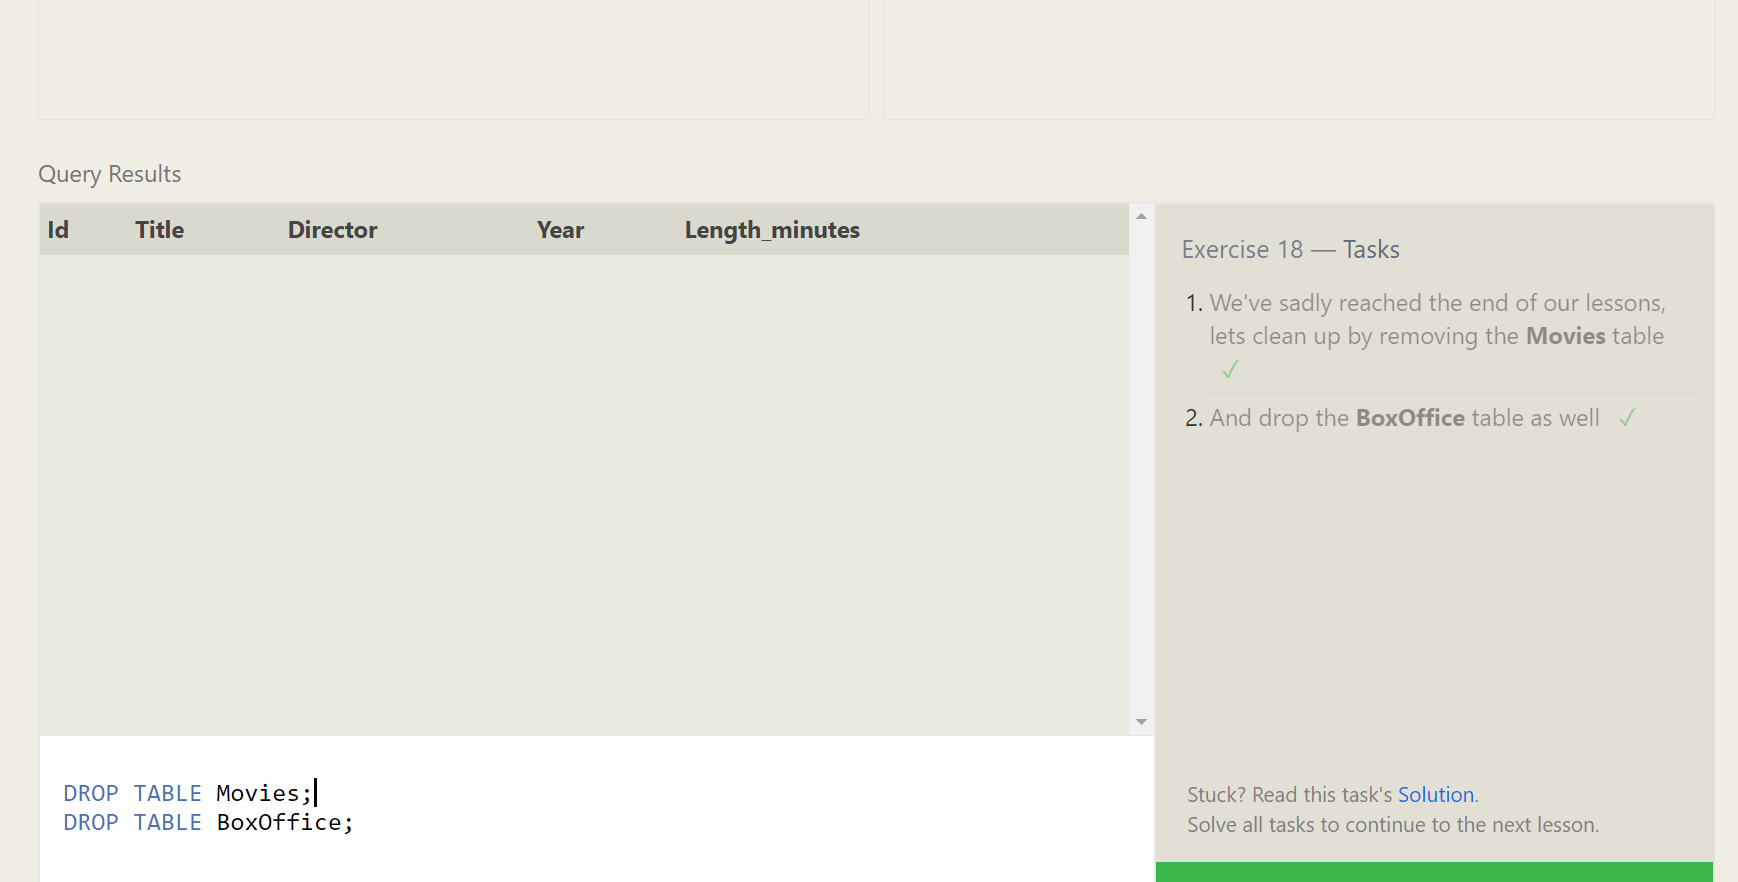 Query Results
Id Title Director Year Length_minutes
Exercise 18 — Tasks
1. We've sadly reached the end of our lessons,
lets clean up by removing the Movies table
✓
2. And drop the BoxOffice table as well ✓
DROP TABLE Movies;
DROP TABLE BoxOffice;
Stuck? Read this task's Solution.
Solve all tasks to continue to the next lesson.